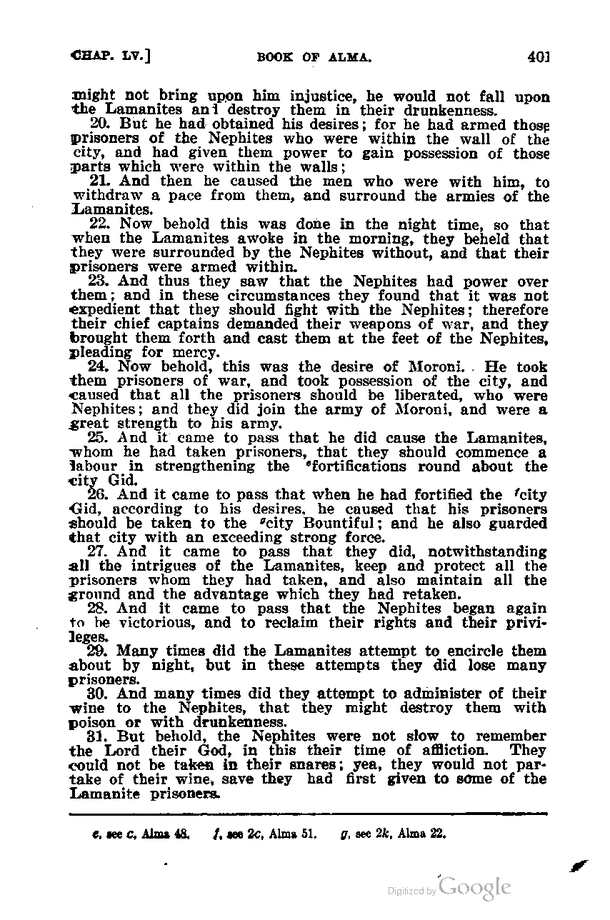 CHAP. LV.] BOOK OF ALMA. 401
might not bring upon him injustice, he would not fall upon
the Lamanites and destroy them in their drunkenness.
20. But he had obtained his desires; for he had armed those
prisoners of the Nephites who were within the wall of the
city, and had given them power to gain possession of those
parts which were within the walls;
21. And then he caused the men who were with him, to
withdraw a pace from them, and surround the armies of the
Lamanites.
22. Now behold this was done in the night time, so that
when the Lamanites awoke in the morning, they beheld that
they were surrounded by the Nephites without, and that their
prisoners were armed within.
23. And thus they saw that the Nephites had power over
them; and in these circumstances they found that it was not
expedient that they should fight with the Nephites; therefore
their chief captains demanded their weapons of war, and they
brought them forth and cast them at the feet of the Nephites,
pleading for mercy.
24. Now behold, this was the desire of Moroni. He took
them prisoners of war, and took possession of the city, and
caused that all the prisoners should be liberated, who were
Nephites; and they did join the army of Moroni, and were a
great strength to his army.
25. And it came to pass that he did cause the Lamanites,
whom he had taken prisoners, that they should commence a
labour in strengthening the ᵉfortifications round about the
city Gid.
26. And it came to pass that when he had fortified the ᶠcity
Gid, according to his desires, he caused that his prisoners
should be taken to the ᵍcity Bountiful; and he also guarded
that city with an exceeding strong force.
27. And it came to pass that they did, notwithstanding
all the intrigues of the Lamanites, keep and protect all the
prisoners whom they had taken, and also maintain all the
ground and the advantage which they had retaken.
28. And it came to pass that the Nephites began again
to be victorious, and to reclaim their rights and their privi-
leges.
29. Many times did the Lamanites attempt to encircle them
about by night, but in these attempts they did lose many
prisoners.
30. And many times did they attempt to administer of their
wine to the Nephites, that they might destroy them with
poison or with drunkenness.
31. But behold, the Nephites were not slow to remember
the Lord their God, in this their time of affliction. They
could not be taken in their snares; yea, they would not par-
take of their wine, save they had first given to some of the
Lamanite prisoners.
e, see c, Alma 48. f, see 2c, Alma 51. g, see 2k, Alma 22.
Digitized by Google